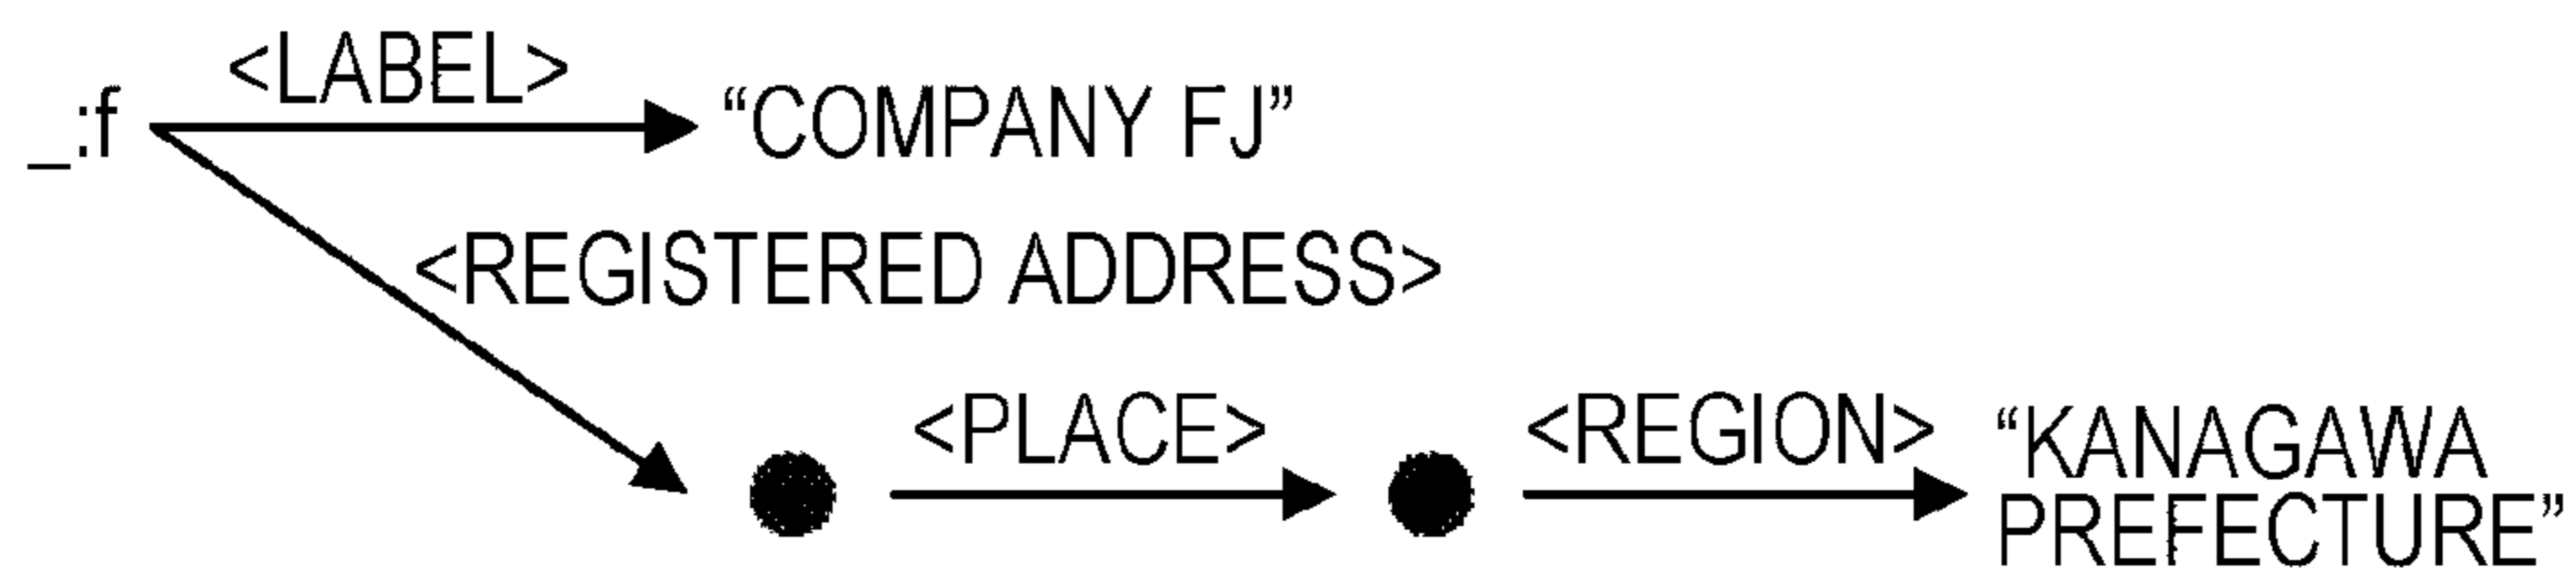 <LABEL>
_:f “COMPANY FJ”
<REGISTERED ADDRESS>
<PLACE> <REGION> “KANAGAWA
PREFECTURE”